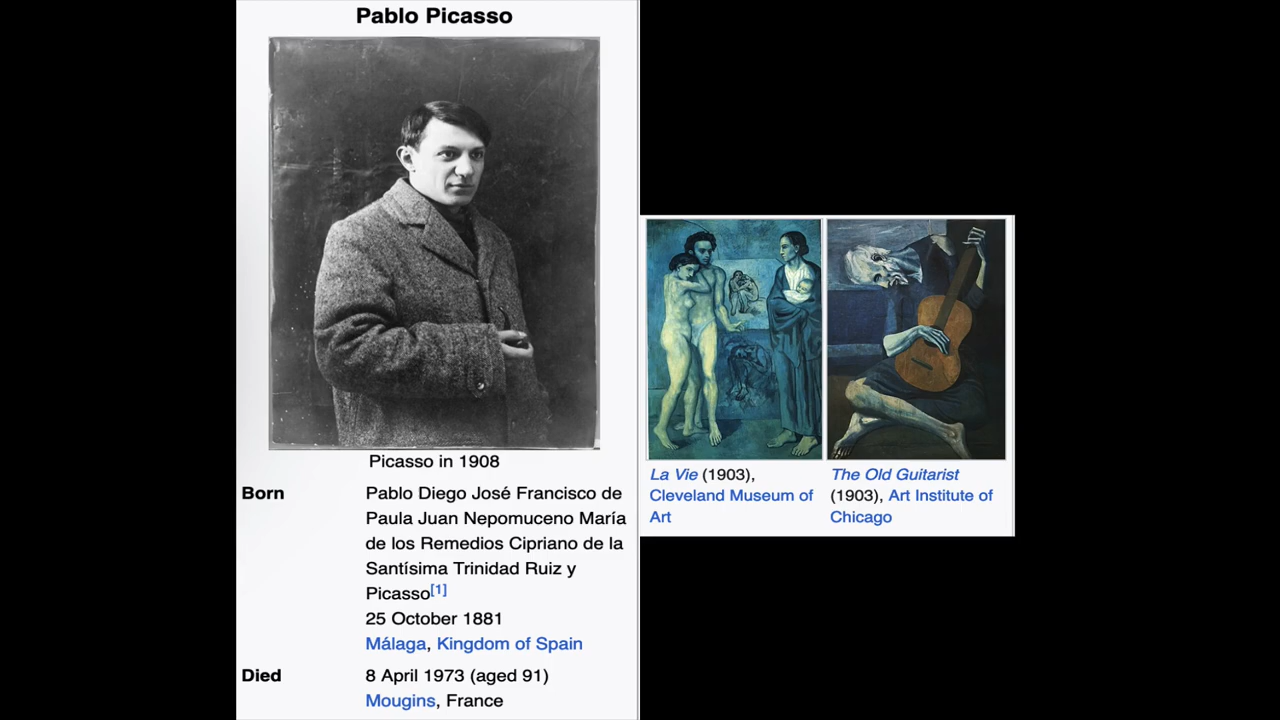 Pablo Picasso
Picasso in 1908
Born
Pablo Diego José Francisco de
Paula Juan Nepomuceno María
de los Remedios Cipriano de la
Santísima Trinidad Ruiz y
Picasso[1]
25 October 1881
Málaga, Kingdom of Spain
Died
8 April 1973 (aged 91)
Mougins, France
La Vie (1903),
Cleveland Museum of
Art
The Old Guitarist
(1903), Art Institute of
Chicago